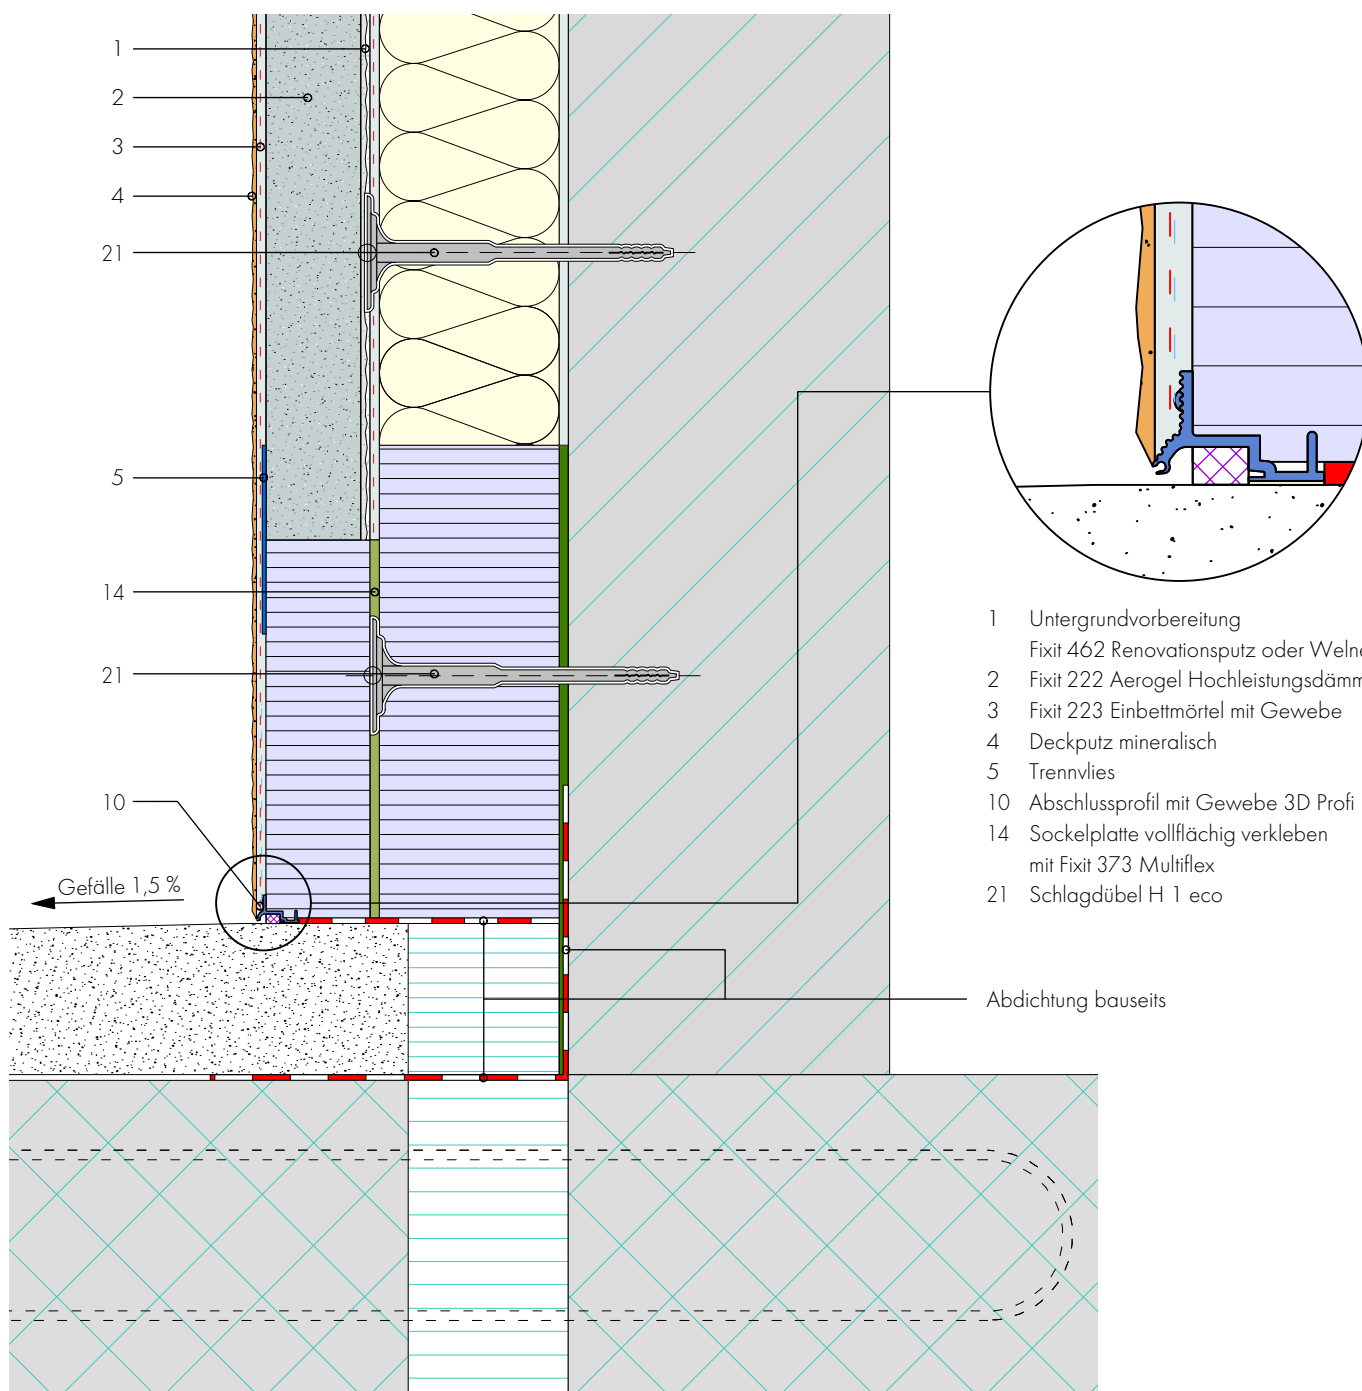 1
2
3
4
21
5
14
21
10
Gefälle 1,5 %
1 Untergrundvorbereitung
Fixit 462 Renovationsputz oder
2 Fixit 222 Aerogel
3 Fixit 223 Einbettmörtel mit Gewebe
4 Deckputz mineralisch
5 Trennvlies
10 Abschlussprofil mit Gewebe 3D Profi
14 Sockelplatte vollflächig verkleben
mit Fixit 373 Multiflex
21 Schlagdübel H 1 eco
Abdichtung bauseits